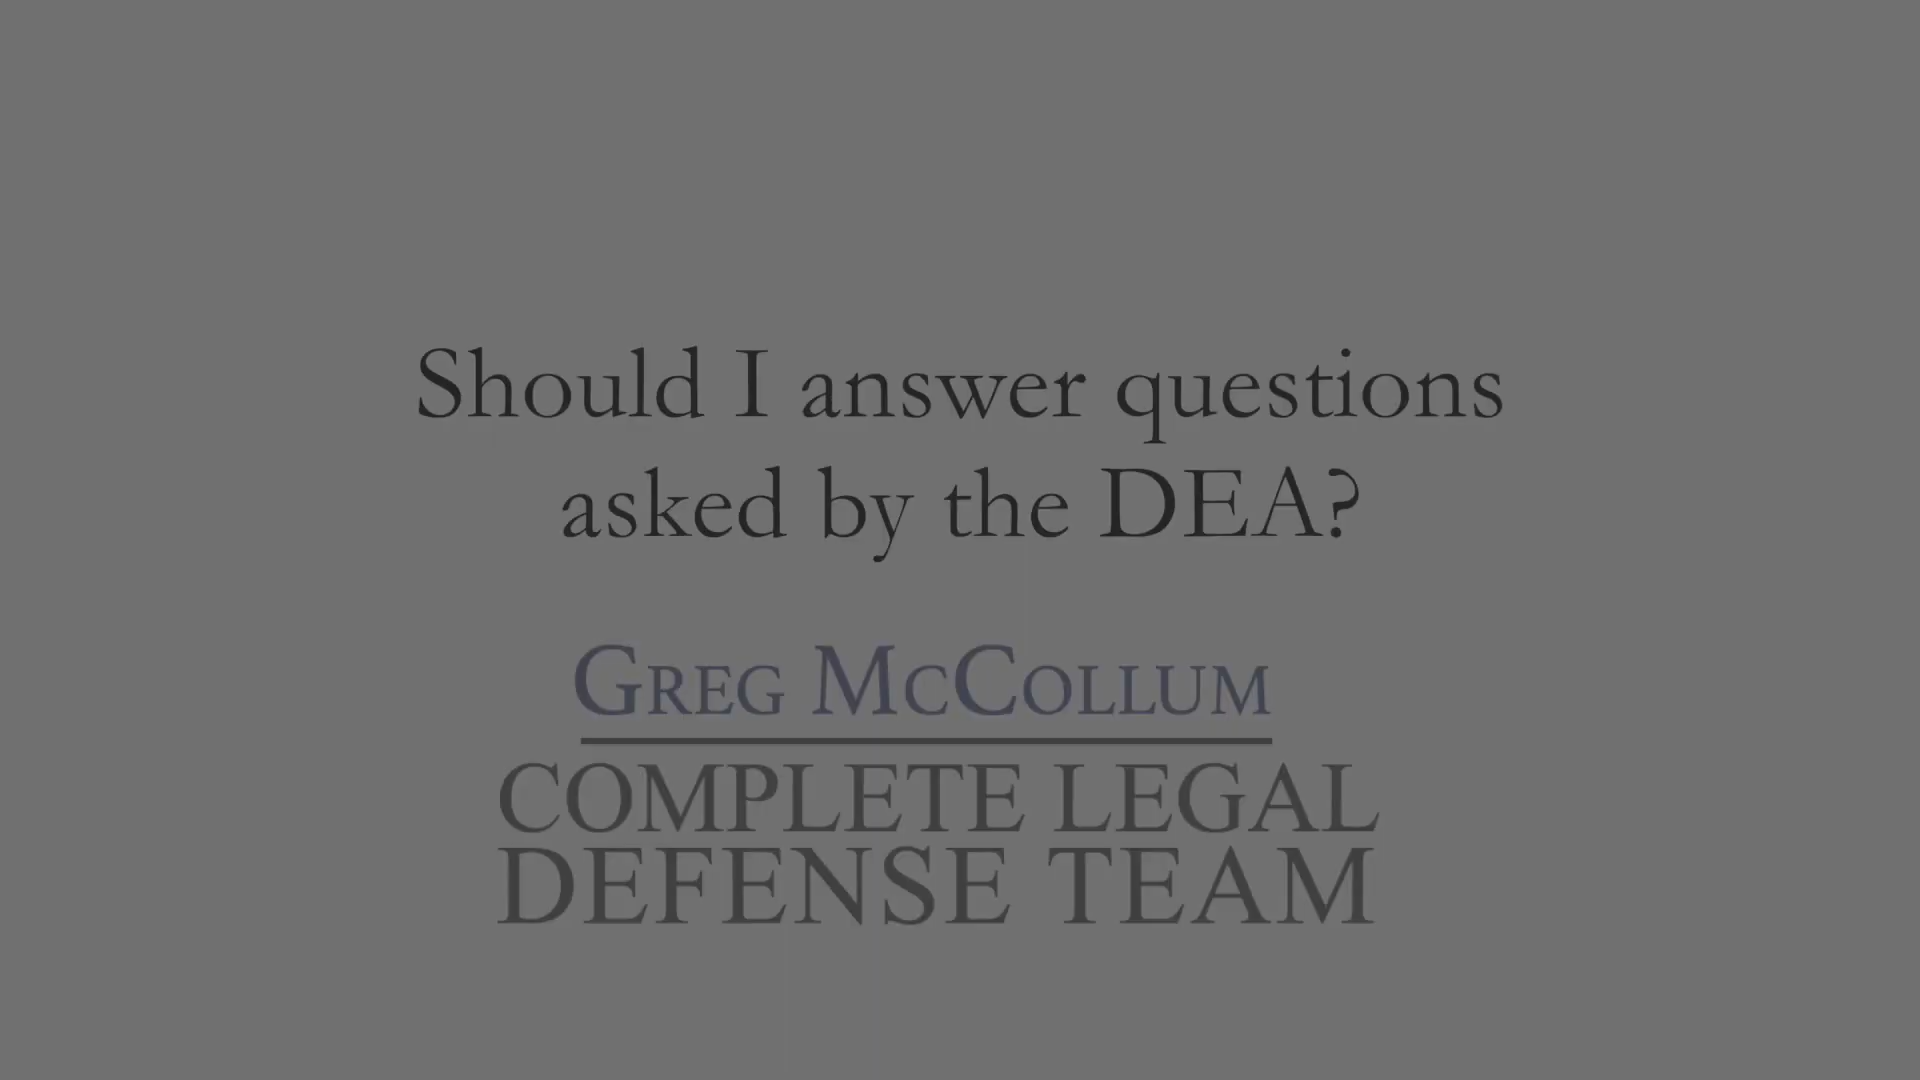 Should I answer questions
asked by the DEA?
GREG MCCOLLUM
COMPLETE LEGAL
DEFENSE TEAM